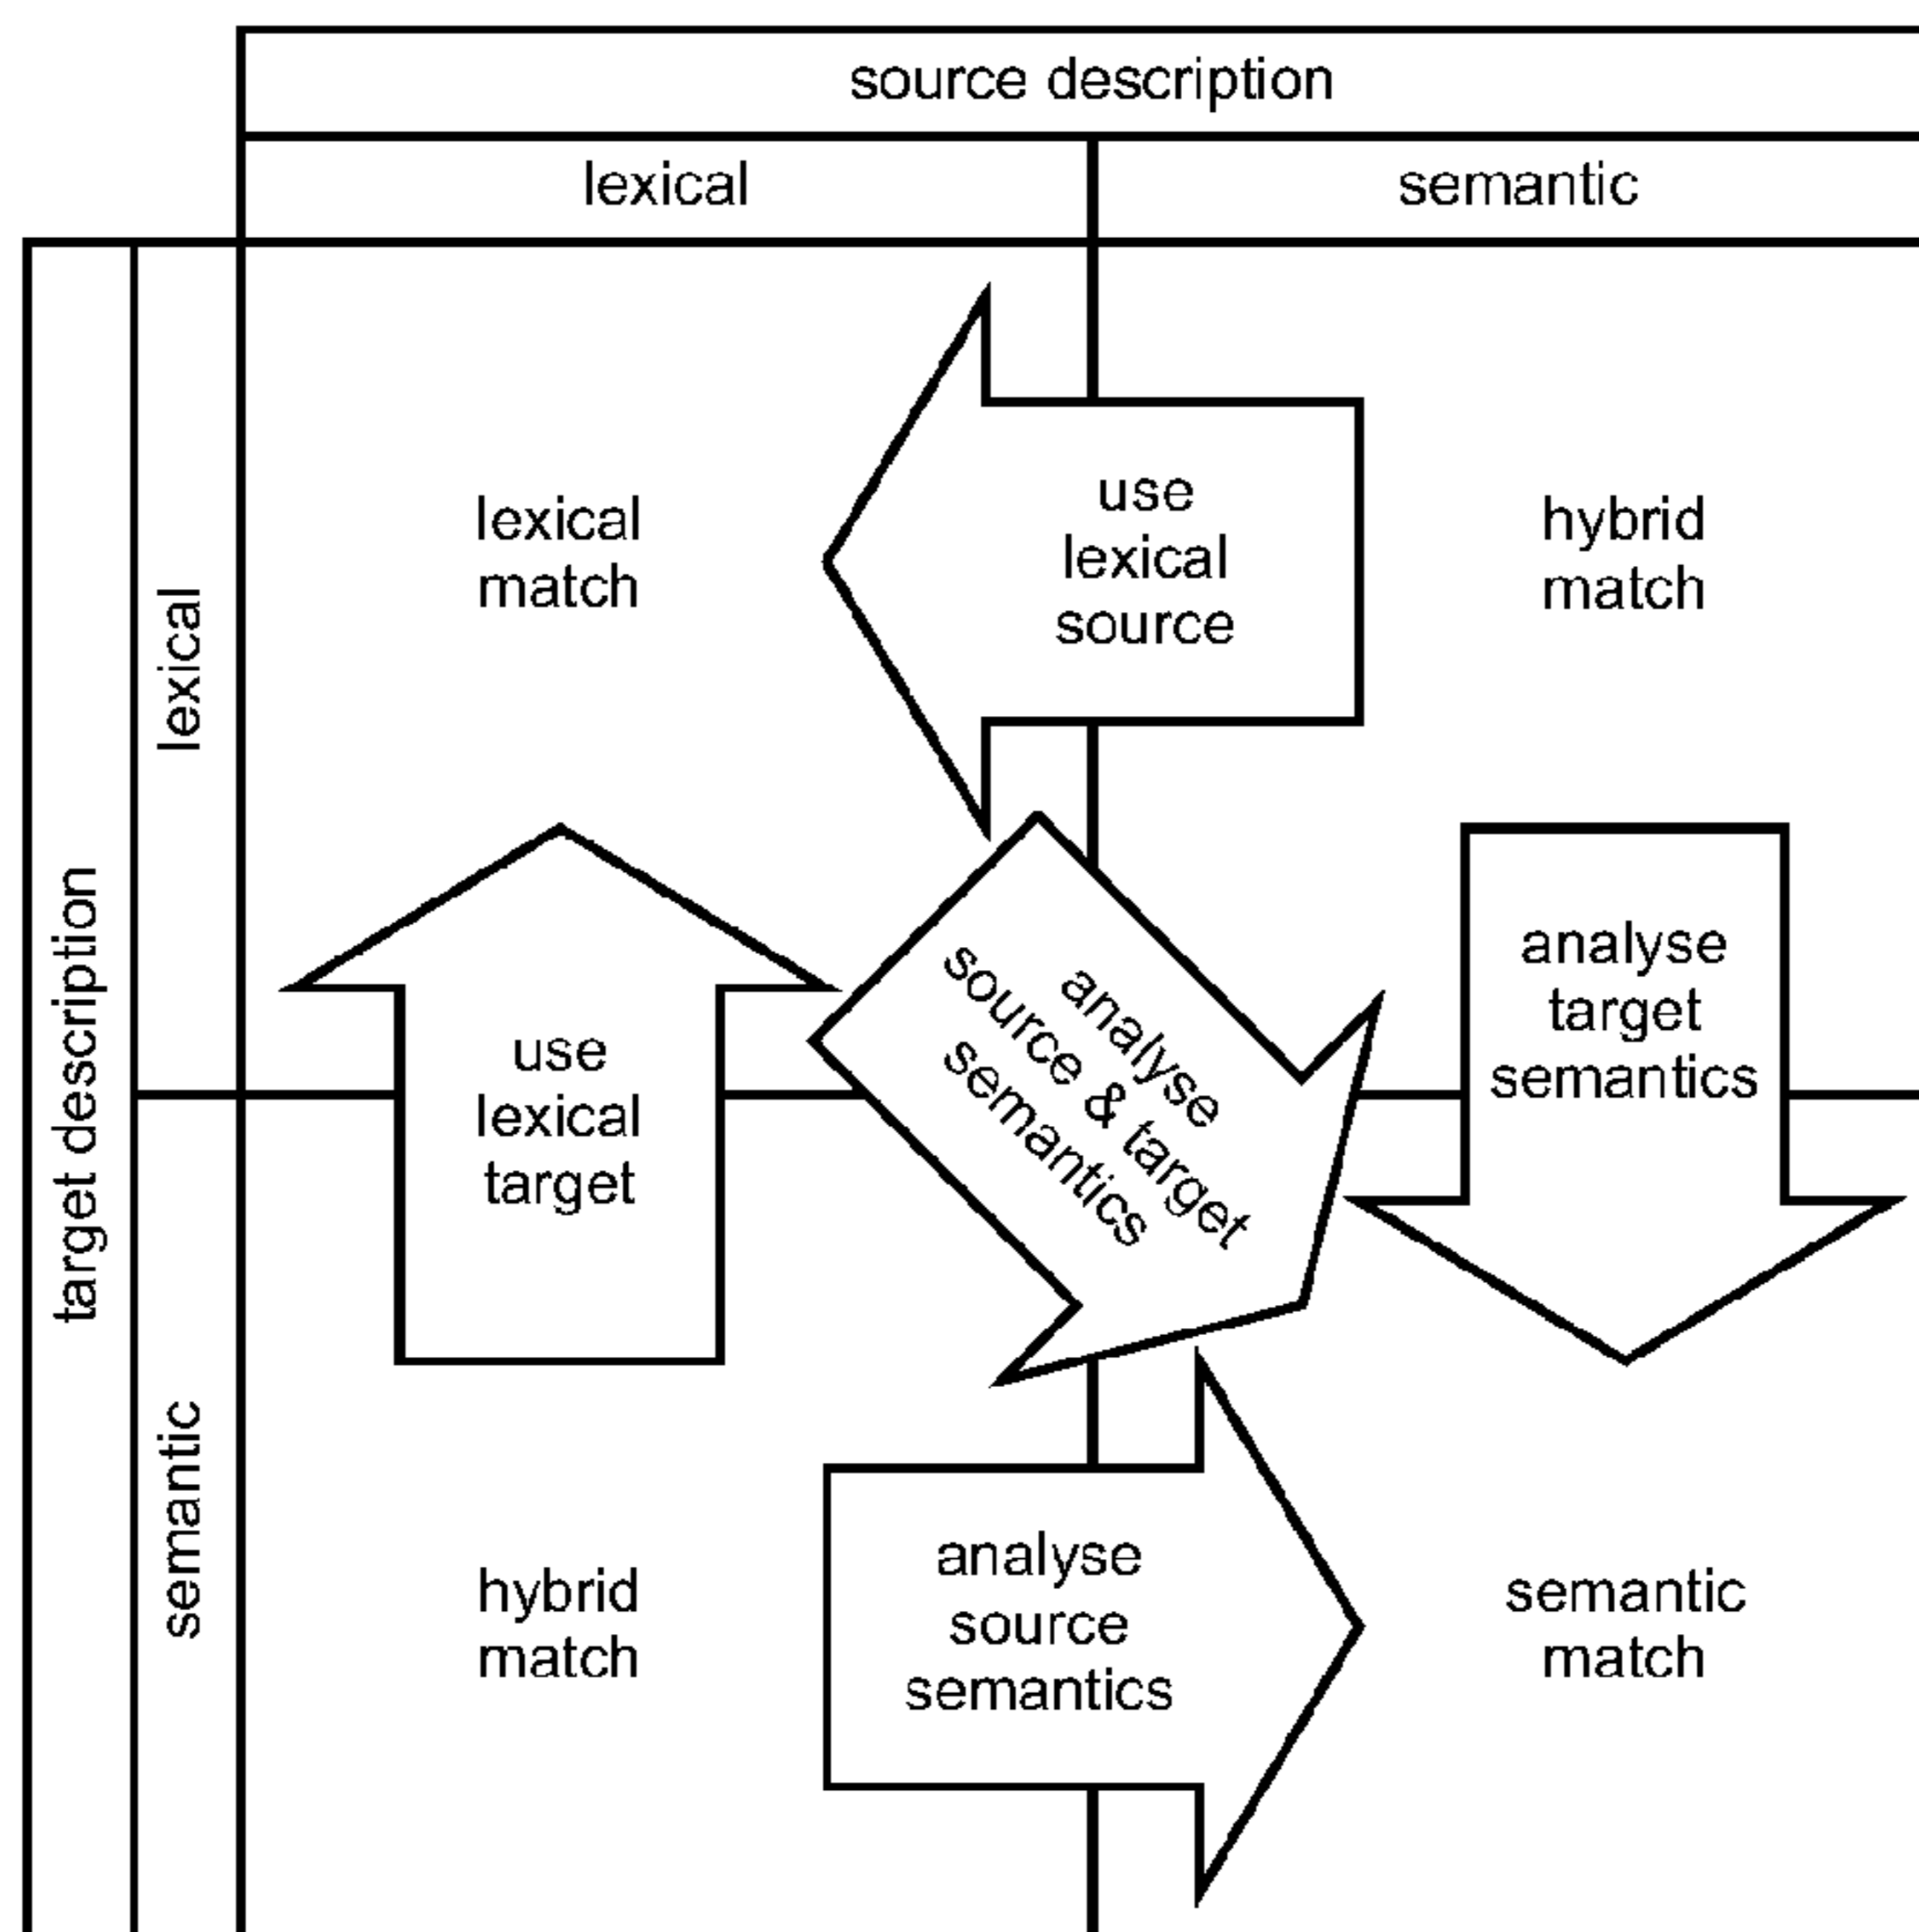 source description
lexical
semantic
target description
lexical
semantic
lexical
match
use
lexical
source
hybrid
match
use
lexical
target
analyse
source & target
semantics
analyse
target
semantics
hybrid
match
analyse
source
semantics
semantic
match